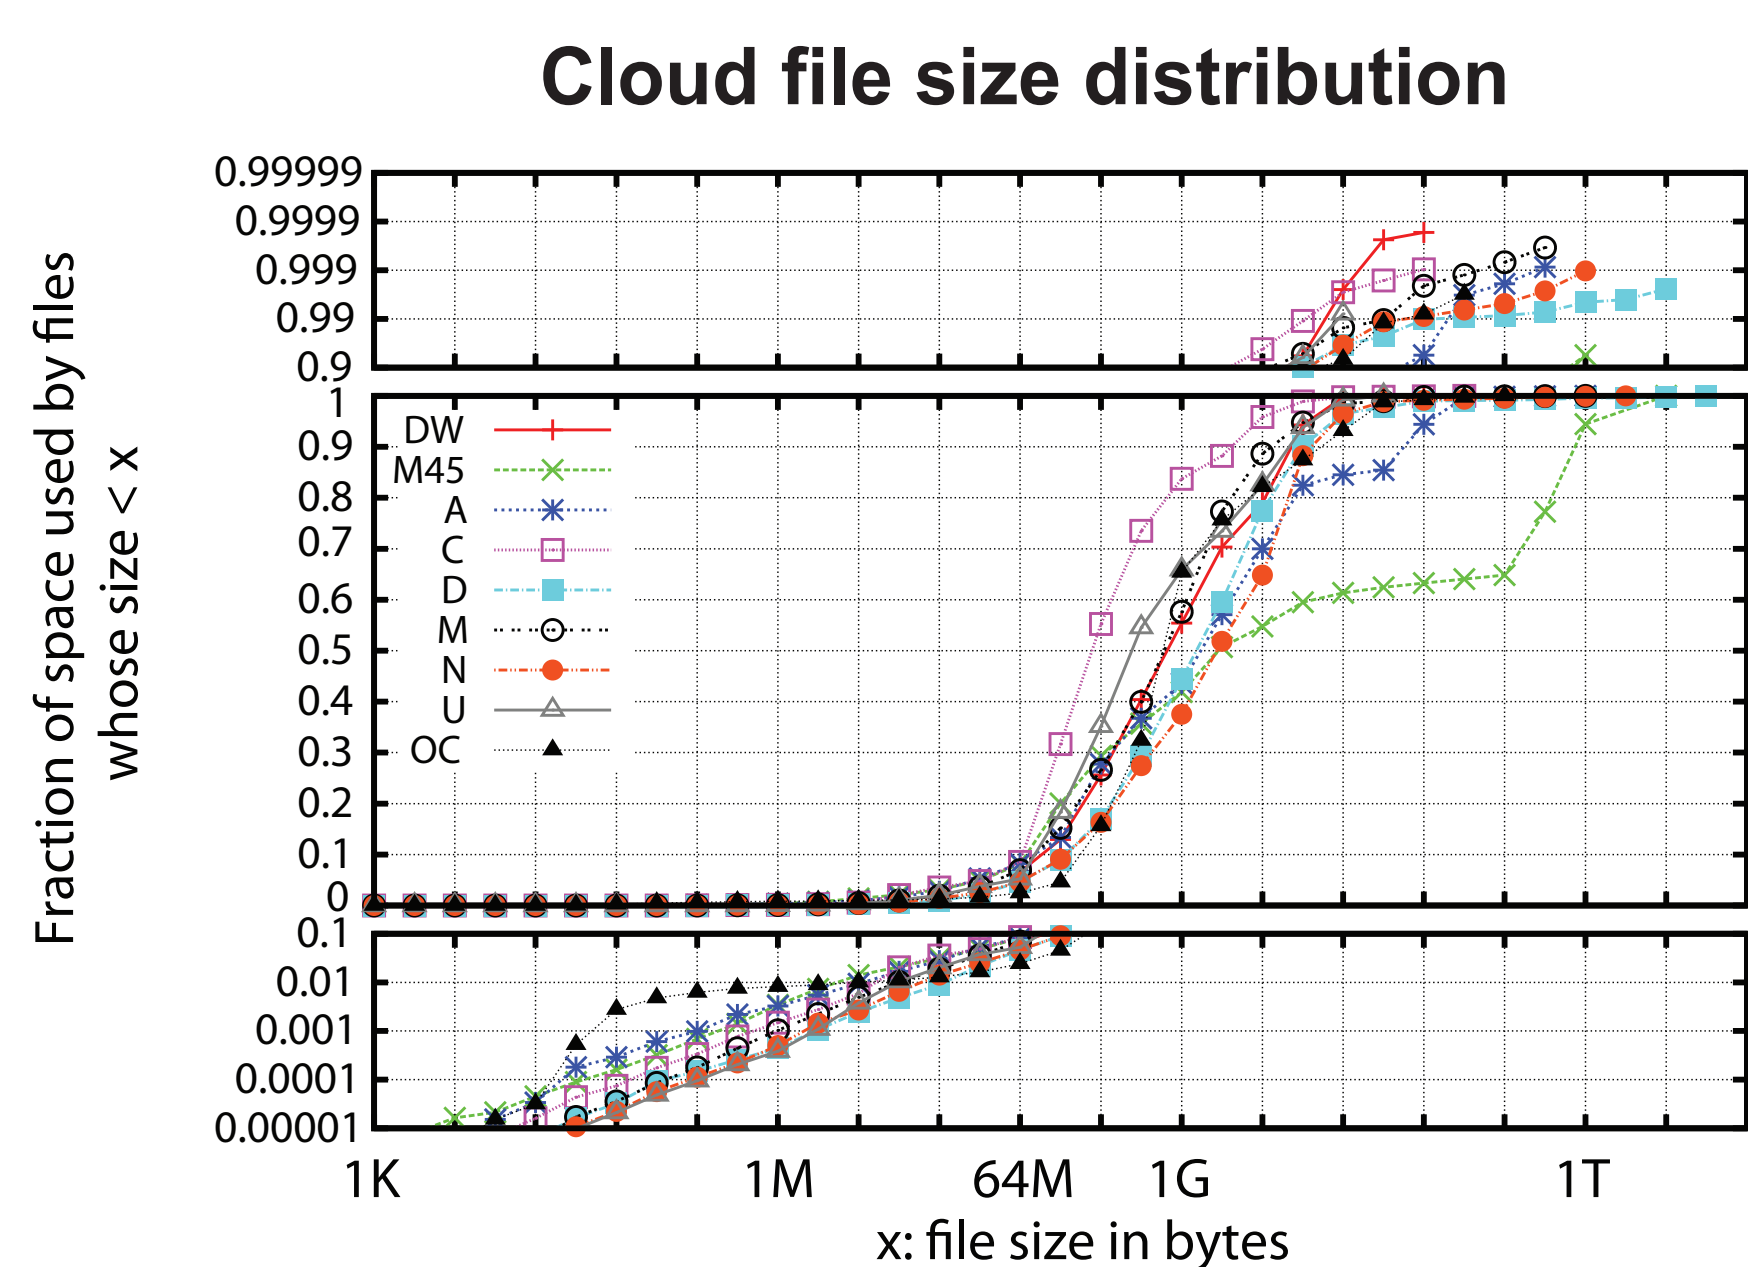 Cloud file size distribution
Fraction of space used by files
whose size < x
0.99999
0.9999
0.999
0.99
0.9
1
0.9
0.8
0.7
0.6
0.5
0.4
0.3
0.2
0.1
0
DW
M45
A
C
D
M
N
U
OC
0.1
0.01
0.001
0.0001
0.00001
1K 1M 64M 1G 1T
x: file size in bytes